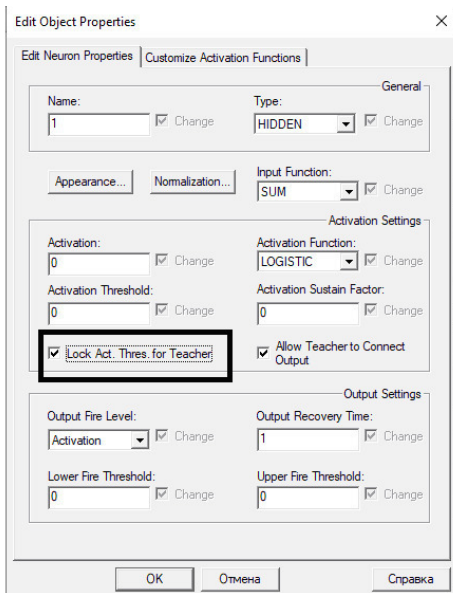 Edit Object Properties
Edit Neuron Properties
Customize Activation Functions
General
Name:
Type:
1
Change
HIDDEN
Change
Appearance...
Normalization...
Input Function:
SUM
Change
Activation Settings
Activation:
Activation Function:
0
Change
LOGISTIC
Change
Activation Threshold:
Activation Sustain Factor:
0
Change
0
Change
Lock Act. Thres. for Teacher
Allow Teacher to Connect
Output
Output Settings
Output Fire Level:
Output Recovery Time:
Activation
Change
1
Change
Lower Fire Threshold:
Upper Fire Threshold:
0
Change
0
Change
OK
Отмена
Справка